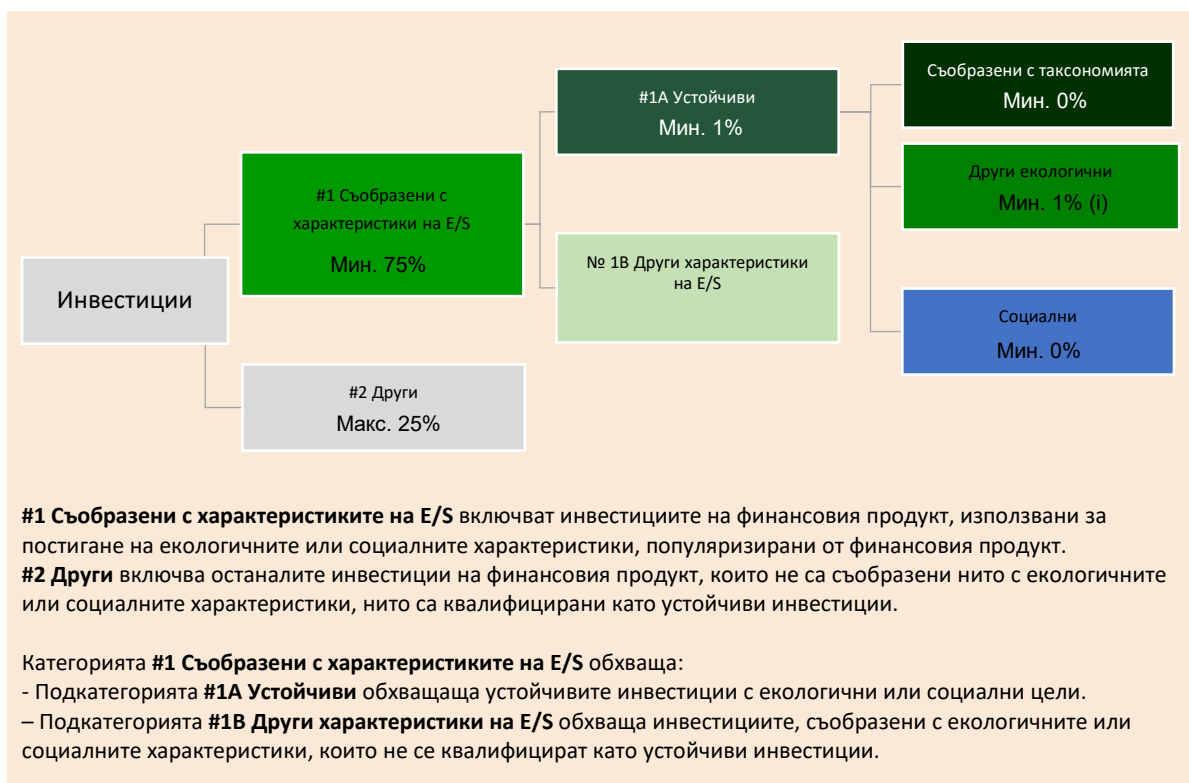 Инвестиции
#1 Съобразени с
характеристики на E/S
Мин. 75%
#2 Други
Макс. 25%
#1A Устойчиви
Мин. 1%
№ 1B Други характеристики
на E/S
Съобразени с таксономията
Мин. 0%
Други екологични
Мин. 1% (i)
Социални
Мин. 0%
#1 Съобразени с характеристиките на E/S включват инвестициите на финансовия продукт, използвани за
постигане на екологичните или социалните характеристики, популяризирани от финансовия продукт.
#2 Други включва останалите инвестиции на финансовия продукт, които не са съобразени нито с екологичните
или социалните характеристики, нито са квалифицирани като устойчиви инвестиции.
Категорията #1 Съобразени с характеристиките на E/S обхваща:
- Подкатегорията #1A Устойчиви обхващаща устойчивите инвестиции с екологични или социални цели.
– Подкатегорията #1B Други характеристики на E/S обхваща инвестициите, съобразени с екологичните или
социалните характеристики, които не се квалифицират като устойчиви инвестиции.